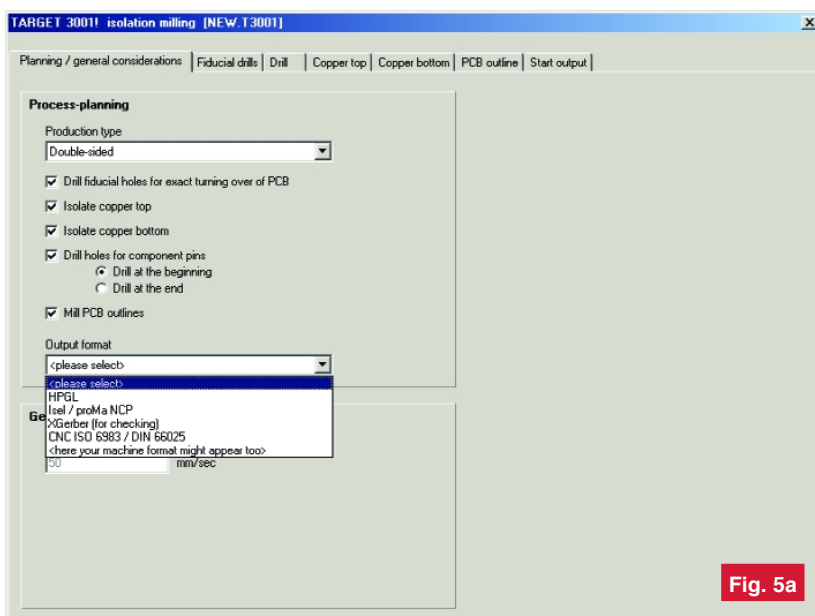 TARGET 3001! isolation milling [NEW.T3001]
Planning / general considerations Fiducial drills Drill Copper top Copper bottom PCB outline Start output
Process-planning
Production type
Double-sided
Drill fiducial holes for exact turning over of PCB
Isolate copper top
Isolate copper bottom
Drill holes for component pins
Drill at the beginning
Drill at the end
Mill PCB outlines
Output format
<please select>
<please select>
HPGL
Isel / proMa NCP
XGerber (for checking)
CNC ISO 6983 / DIN 66025
<here your machine format might appear too>
Ge
50 mm/sec
Fig. 5a